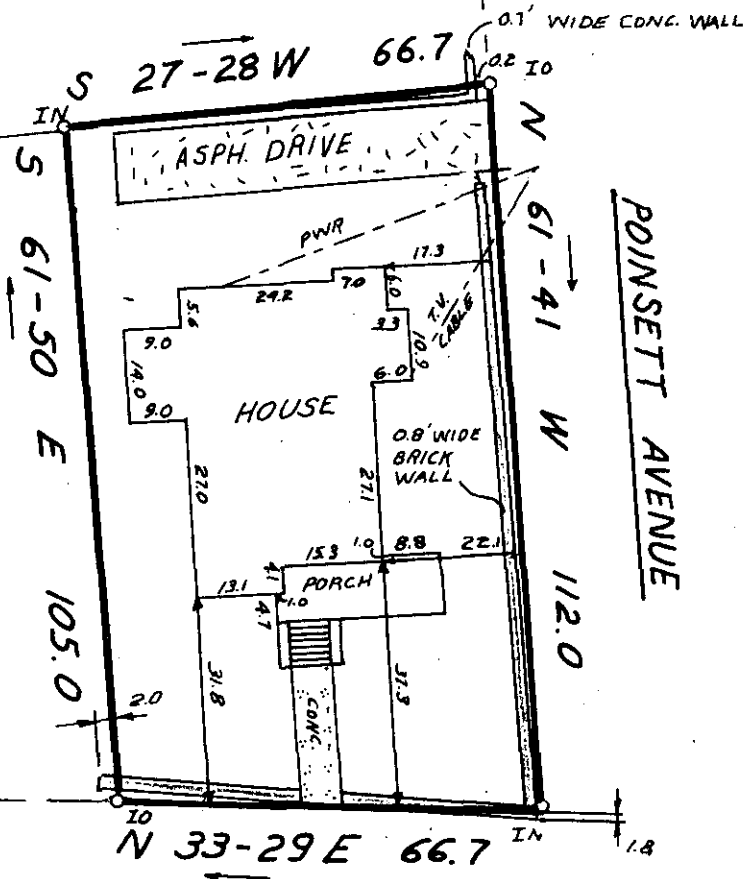 0.7' WIDE CONC. WALL
S 27-28 W 66.7
0.2
IO
IN
ASPH. DRIVE
N 61-41 W 112.0
S 61-50 E 105.0
POINSETT AVENUE
PWR
17.3
7.0
6.0
29.2
5.6
3.3
T.V. CABLE
9.0
10.9
14.0
6.0
9.0
HOUSE
0.8' WIDE
BRICK
WALL
27.0
27.1
15.3
1.0
8.8
22.1
4.1
PORCH
13.1
1.0
4.7
31.8
37.3
CONC.
2.0
IO
IN
N 33-29 E 66.7
1.8